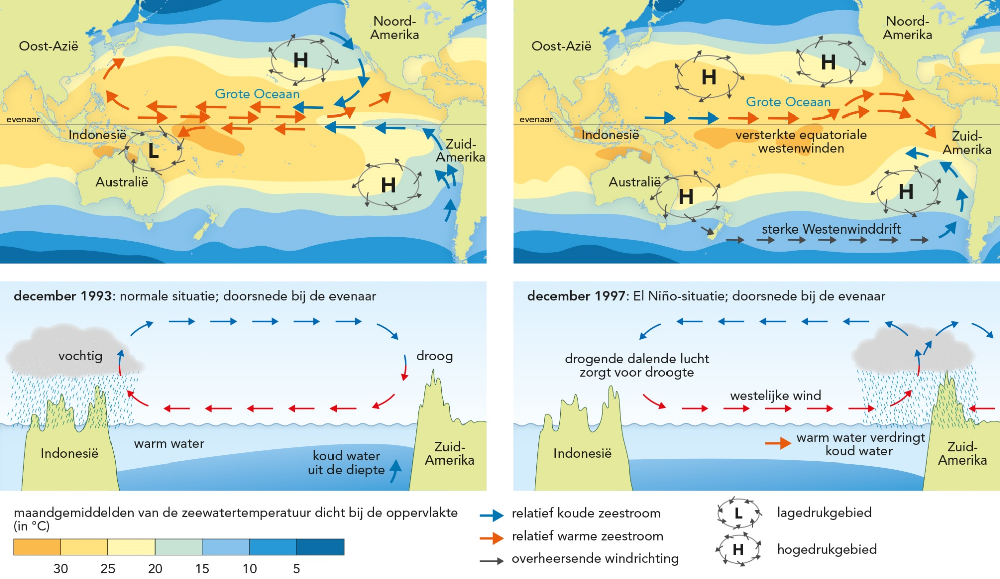 Oost-Azië
Noord-
Amerika
H
Grote Oceaan
evenaar
Indonesië
L
Australië
H
Zuid-
Amerika
Oost-Azië
Noord-
Amerika
H
H
Grote Oceaan
evenaar
Indonesië
versterkte equatoriale
westenwinden
Zuid-
Amerika
Australië
H
H
sterke Westenwinddrift
december 1993: normale situatie; doorsnede bij de evenaar
vochtig
droog
Indonesië
warm water
koud water
uit de diepte
Zuid-
Amerika
december 1997: El Niño-situatie; doorsnede bij de evenaar
drogende dalende lucht
zorgt voor droogte
westelijke wind
Indonesië
warm water verdringt
koud water
Zuid-
Amerika
maandgemiddelden van de zeewatertemperatuur dicht bij de oppervlakte
(in °C)
30 25 20 15 10 5
relatief koude zeestroom
relatief warme zeestroom
overheersende windrichting
L lagedrukgebied
H hogedrukgebied